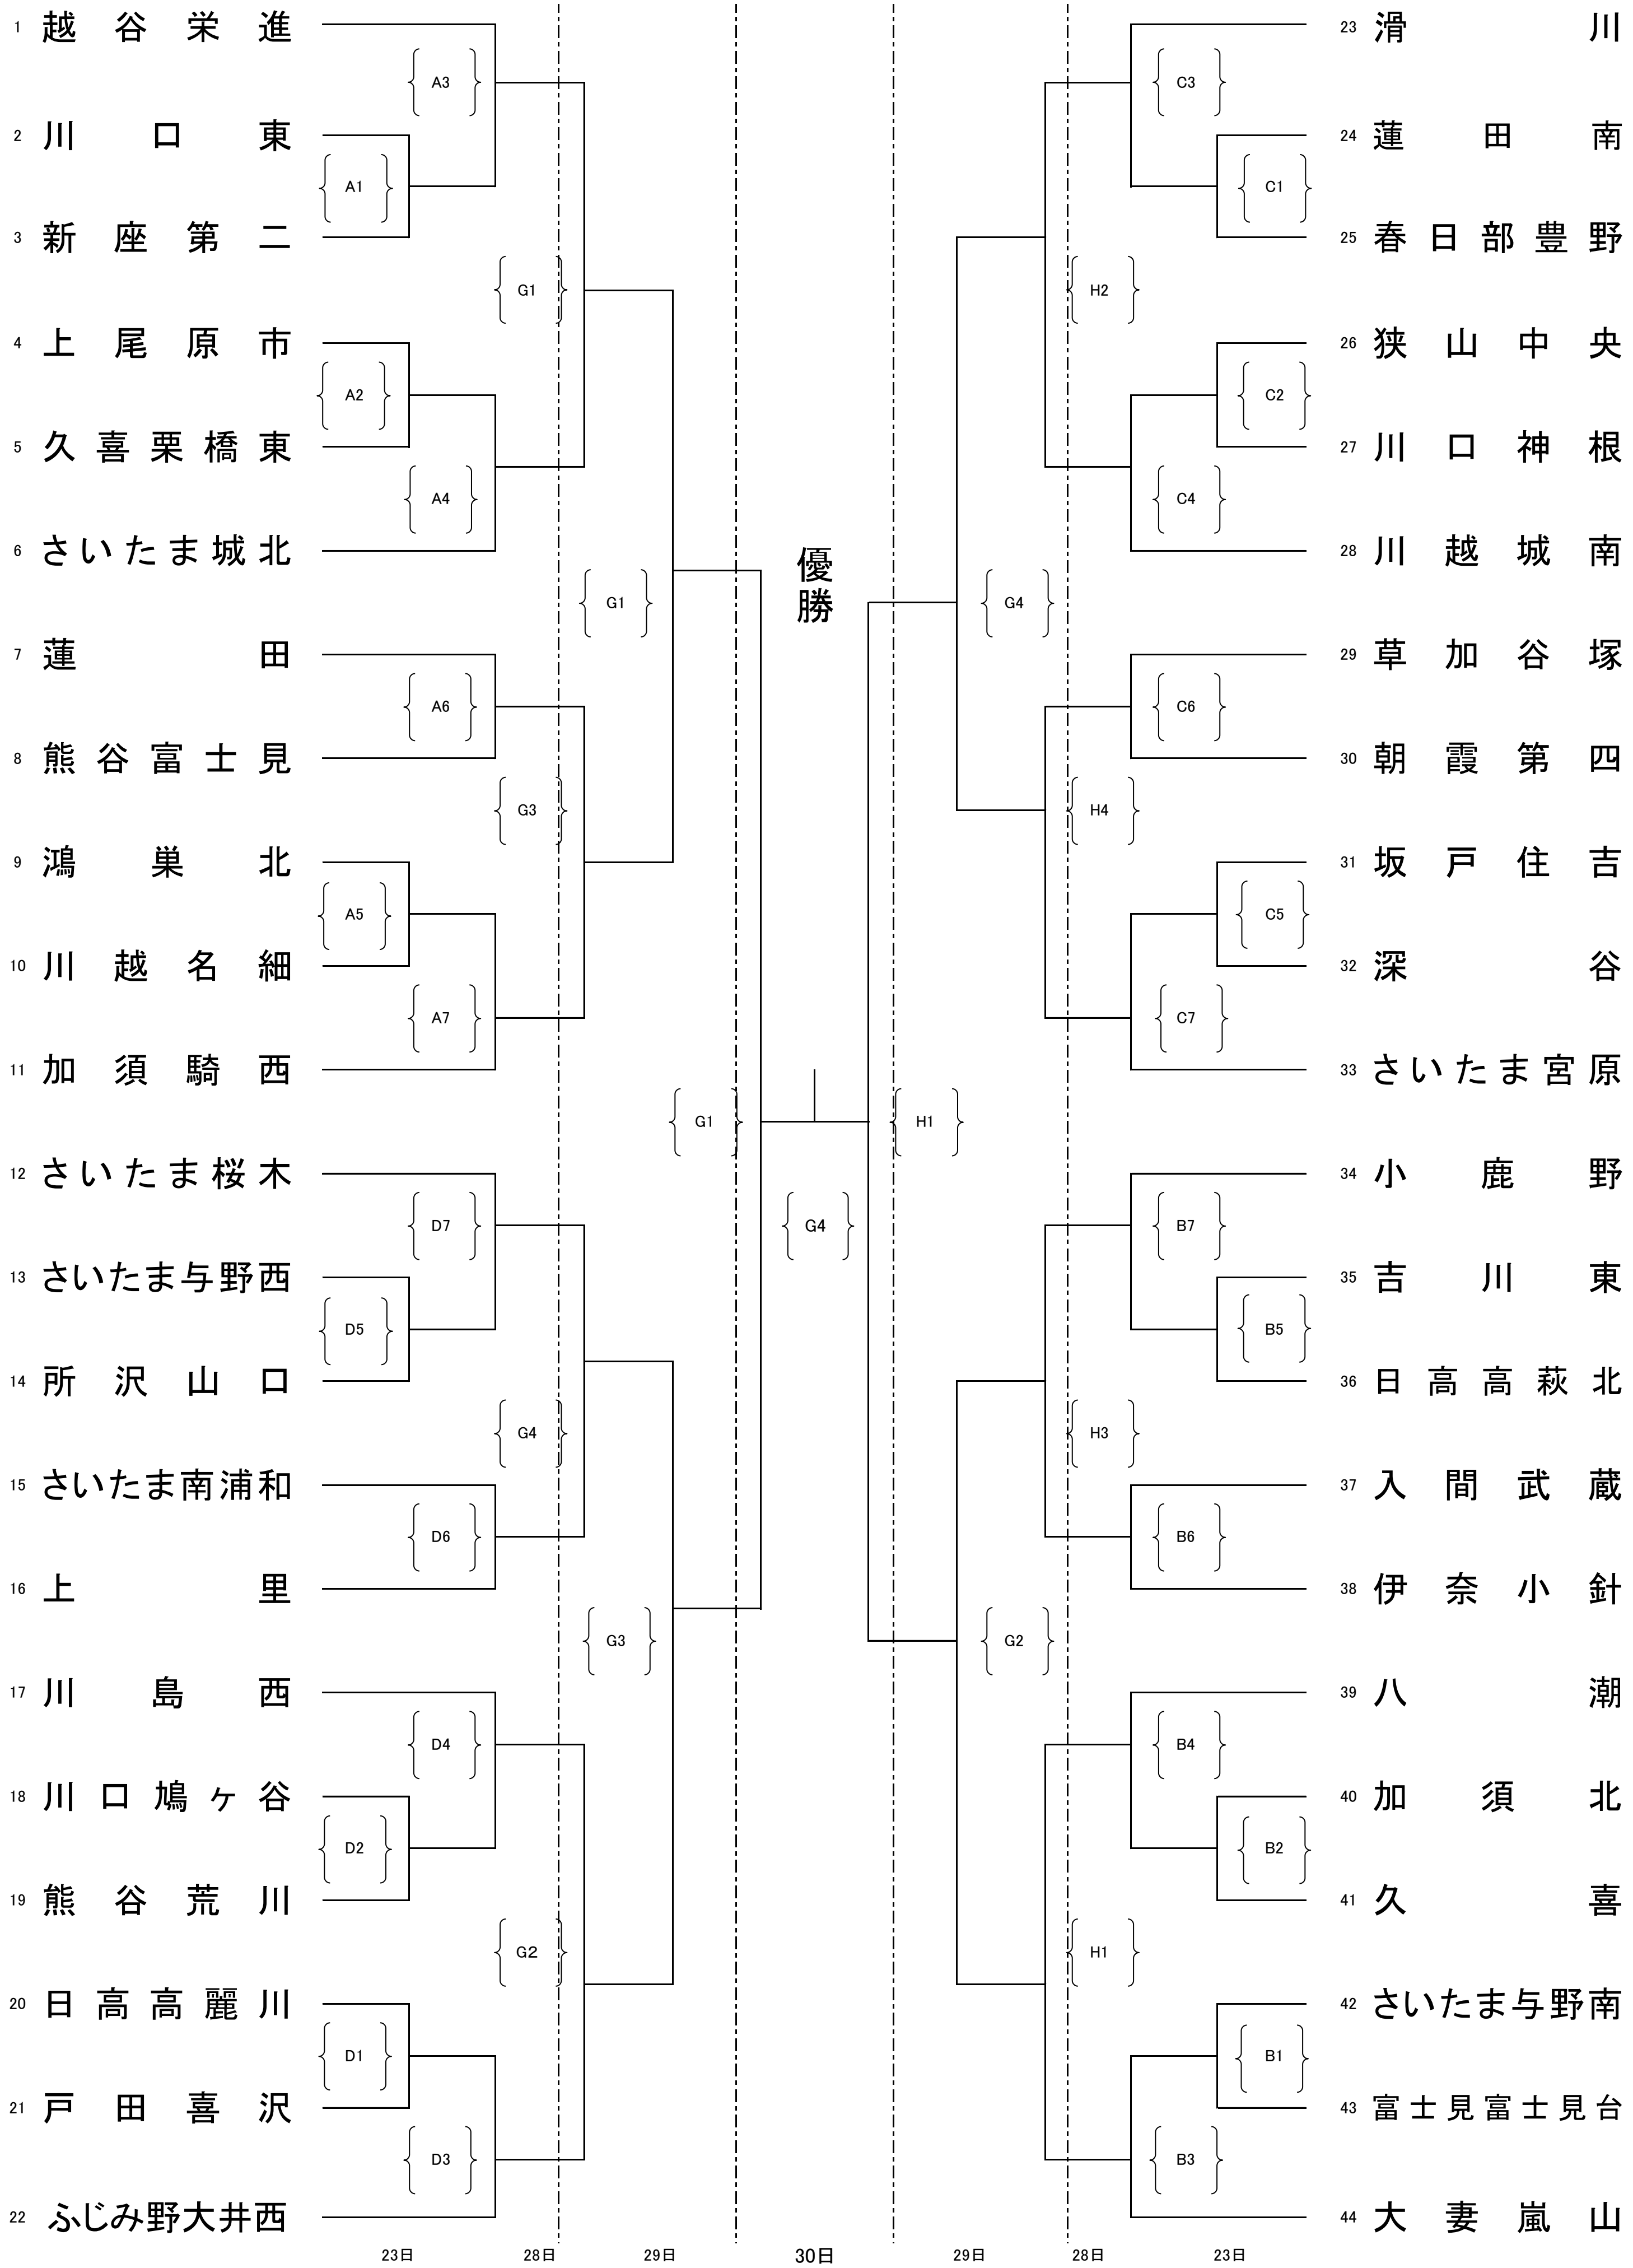 1 越谷栄進
A3
2 川口東
A1
3 新座第二
G1
4 上尾原市
A2
5 久喜栗橋東
A4
6 さいたま城北
G1
7 蓮田
A6
8 熊谷富士見
G3
9 鴻巣北
A5
10 川越名細
A7
11 加須騎西
G1
12 さいたま桜木
D7
13 さいたま与野西
D5
14 所沢山口
G4
15 さいたま南浦和
D6
16 上里
G3
17 川島西
D4
18 川口鳩ヶ谷
D2
19 熊谷荒川
G2
20 日高高麗川
D1
21 戸田喜沢
D3
22 ふじみ野大井西
優勝
G4
23 滑川
C3
24 蓮田南
C1
25 春日部豊野
H2
26 狭山中央
C2
27 川口神根
C4
28 川越城南
G4
29 草加谷塚
C6
30 朝霞第四
H4
31 坂戸住吉
C5
32 深谷
C7
33 さいたま宮原
H1
34 小鹿野
B7
35 吉川東
B5
36 日高高萩北
H3
37 入間武蔵
B6
38 伊奈小針
G2
39 八潮
B4
40 加須北
B2
41 久喜
H1
42 さいたま与野南
B1
43 富士見富士見台
B3
44 大妻嵐山
23日 28日 29日 30日 29日 28日 23日